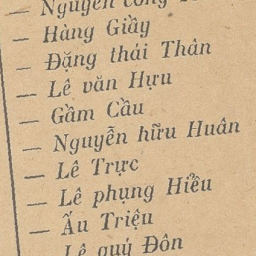 — Nguyễn công
— Hàng Giầy
— Đặng thái Thân
— Lê văn Hựu
— Gầm Cầu
— Nguyễn hữu Huân
— Lê Trực
— Lê phụng Hiểu
— Ấu Triệu
Lê quý Đôn